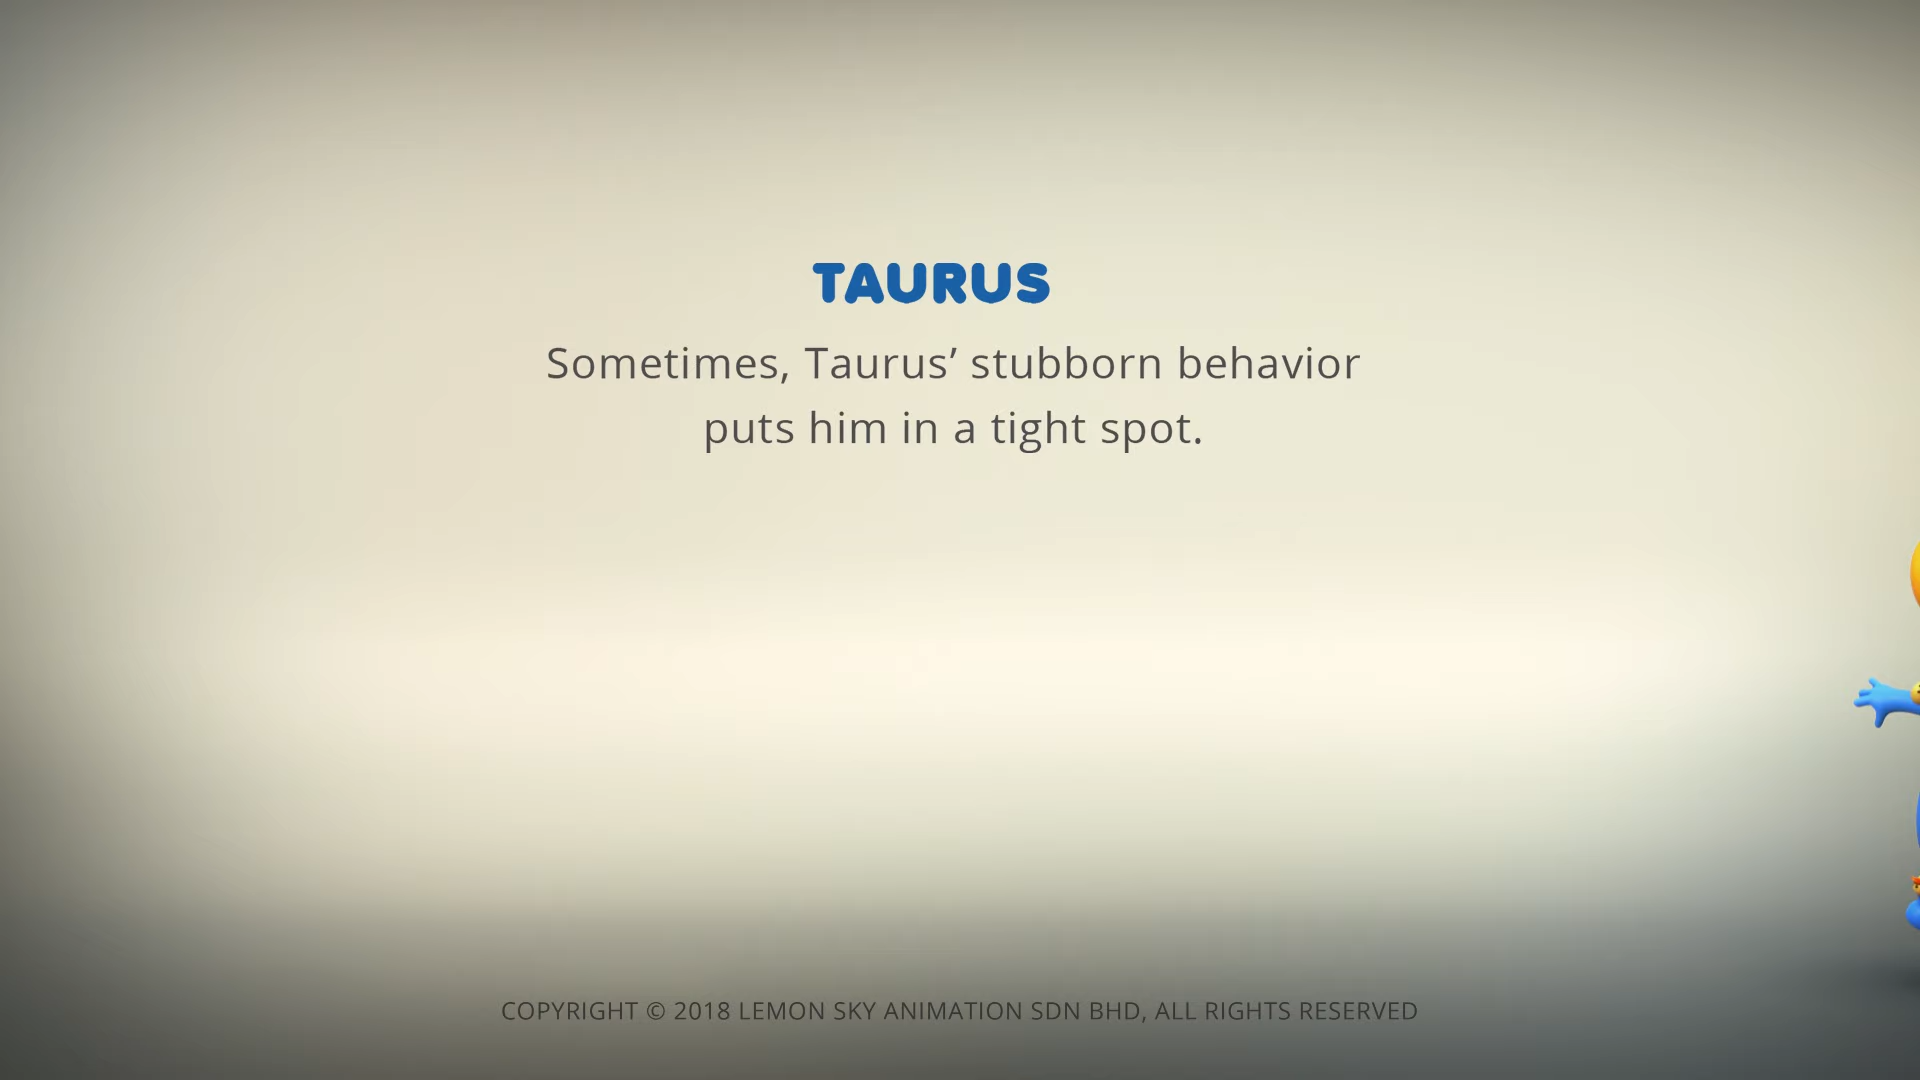 TAURUS
Sometimes, Taurus’ stubborn behavior
puts him in a tight spot.
COPYRIGHT © 2018 LEMON SKY ANIMATION SDN BHD, ALL RIGHTS RESERVED